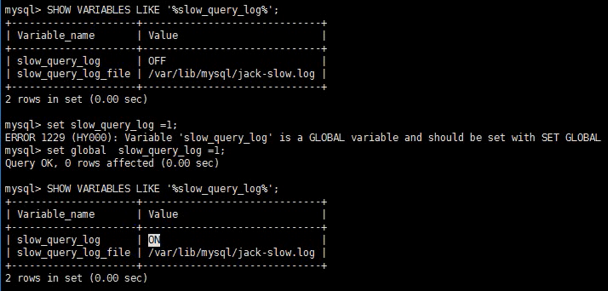 mysql> SHOW VARIABLES LIKE '%slow_query_log%';
+---------------------+-------------------------------+
| Variable_name       | Value                         |
+---------------------+-------------------------------+
| slow_query_log      | OFF                           |
| slow_query_log_file | /var/lib/mysql/jack-slow.log |
+---------------------+-------------------------------+
2 rows in set (0.00 sec)
mysql> set slow_query_log =1;
ERROR 1229 (HY000): Variable 'slow_query_log' is a GLOBAL variable and should be set with SET GLOBAL
mysql> set global  slow_query_log =1;
Query OK, 0 rows affected (0.00 sec)
mysql> SHOW VARIABLES LIKE '%slow_query_log%';
+---------------------+-------------------------------+
| Variable_name       | Value                         |
+---------------------+-------------------------------+
| slow_query_log      | ON                            |
| slow_query_log_file | /var/lib/mysql/jack-slow.log |
+---------------------+-------------------------------+
2 rows in set (0.00 sec)